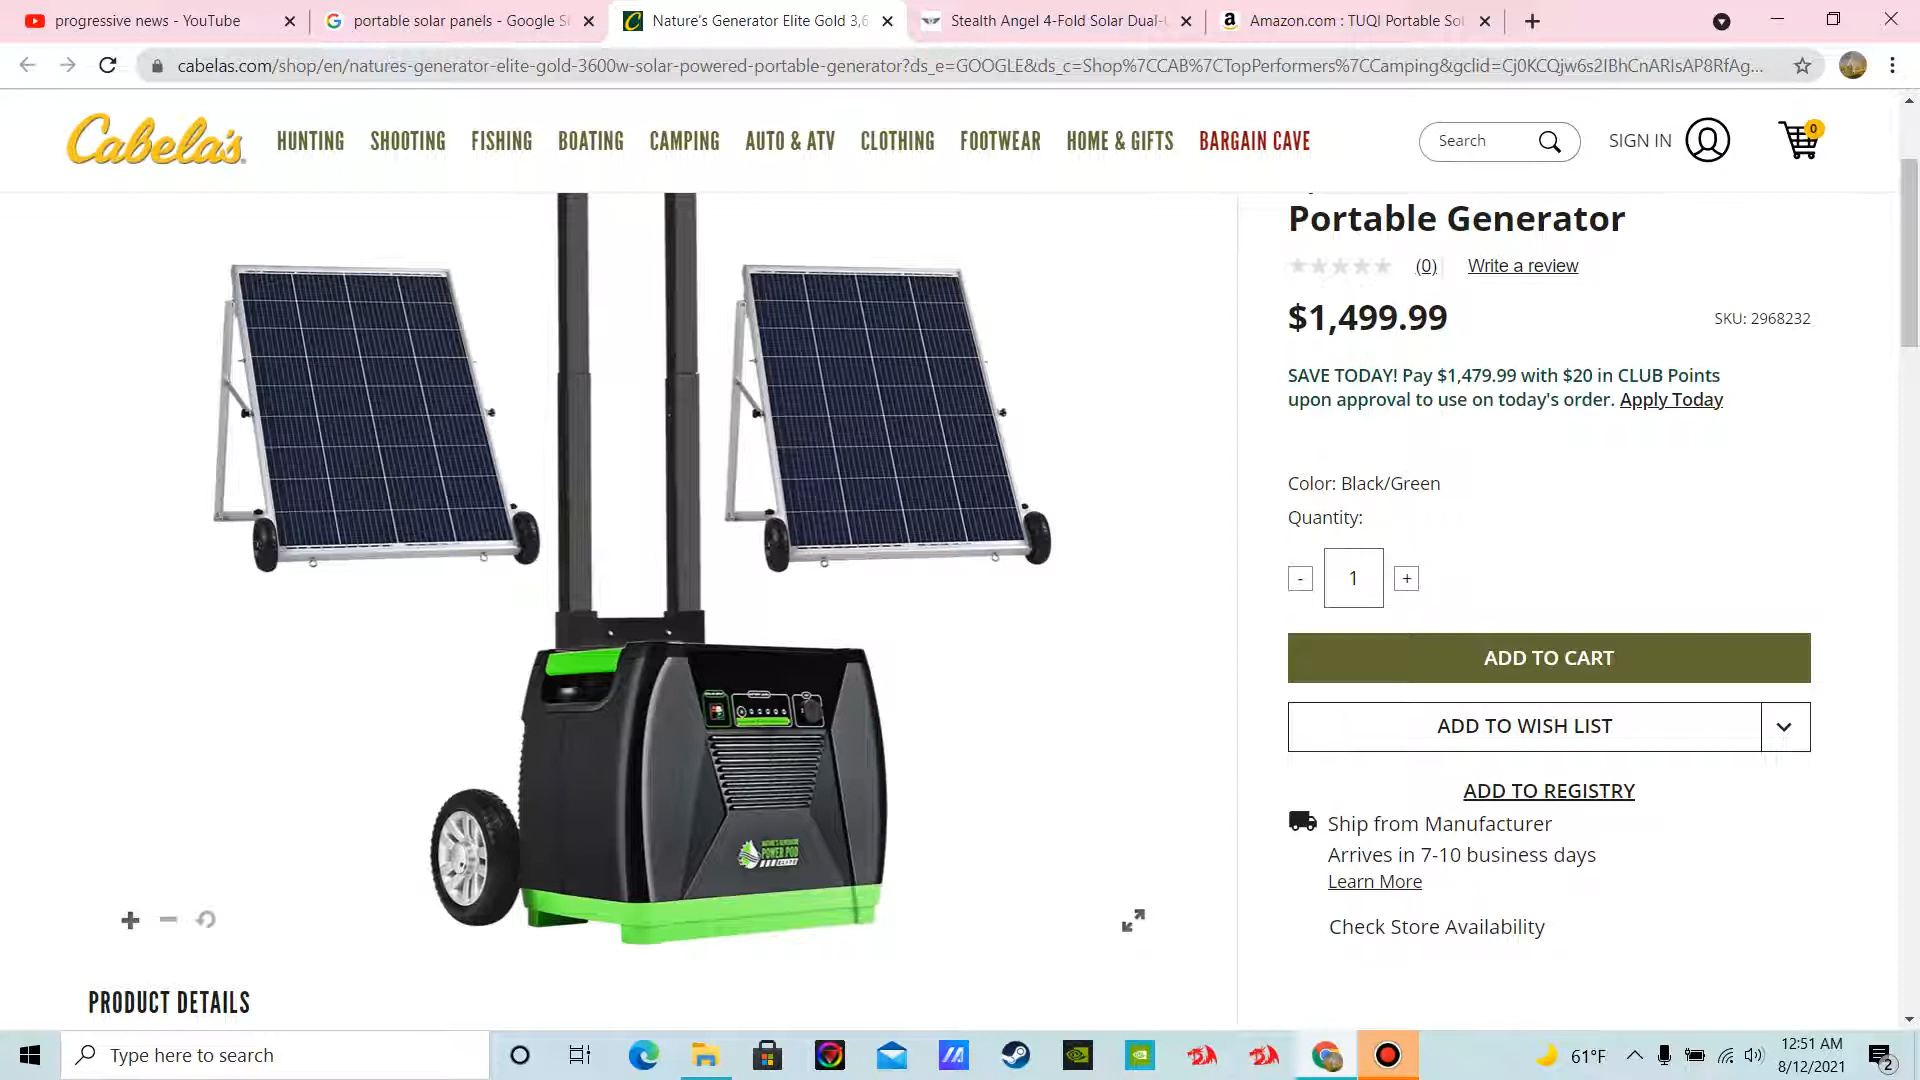 progressive news - YouTube
portable solar panels - Google S
Nature's Generator Elite Gold 3,6
Stealth Angel 4-Fold Solar Dual-U
Amazon.com : TUQI Portable Sol
cabelas.com/shop/en/natures-generator-elite-gold-3600w-solar-powered-portable-generator?ds_e=GOOGLE&ds_c=Shop%7CCAB%7CTopPerformers%7CCamping&gclid=Cj0KCQjw6s2IBhCnARIsAP8RfAg...
Cabela's
HUNTING SHOOTING FISHING BOATING CAMPING AUTO & ATV CLOTHING FOOTWEAR HOME & GIFTS BARGAIN CAVE
Search
SIGN IN
0
Portable Generator
(0) Write a review
$1,499.99
SKU: 2968232
SAVE TODAY! Pay $1,479.99 with $20 in CLUB Points
upon approval to use on today's order. Apply Today
Color: Black/Green
Quantity:
- 1 +
ADD TO CART
ADD TO WISH LIST
ADD TO REGISTRY
Ship from Manufacturer
Arrives in 7-10 business days
Learn More
Check Store Availability
NATURE'S GENERATOR
POWER POD
ELITE
PRODUCT DETAILS
Type here to search
61°F
12:51 AM
8/12/2021
2